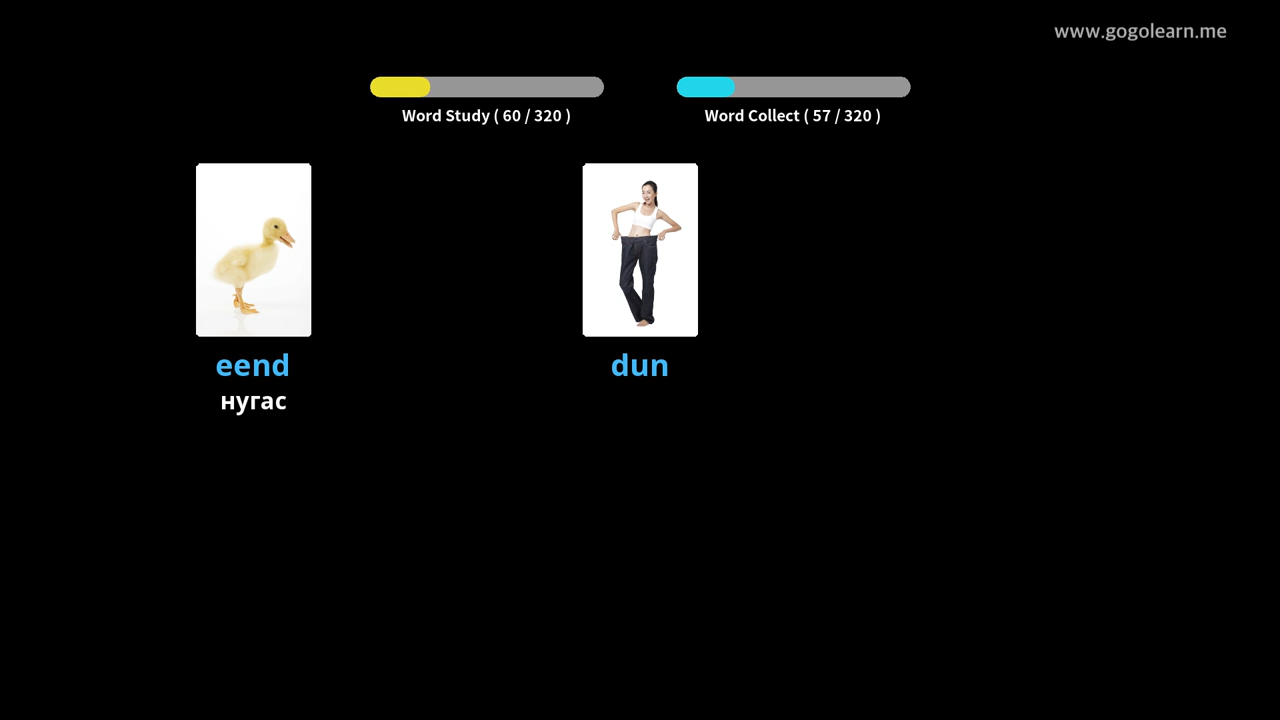 www.gogolearn.me
Word Study ( 60 / 320 )
Word Collect ( 57 / 320 )
eend
нугас
dun